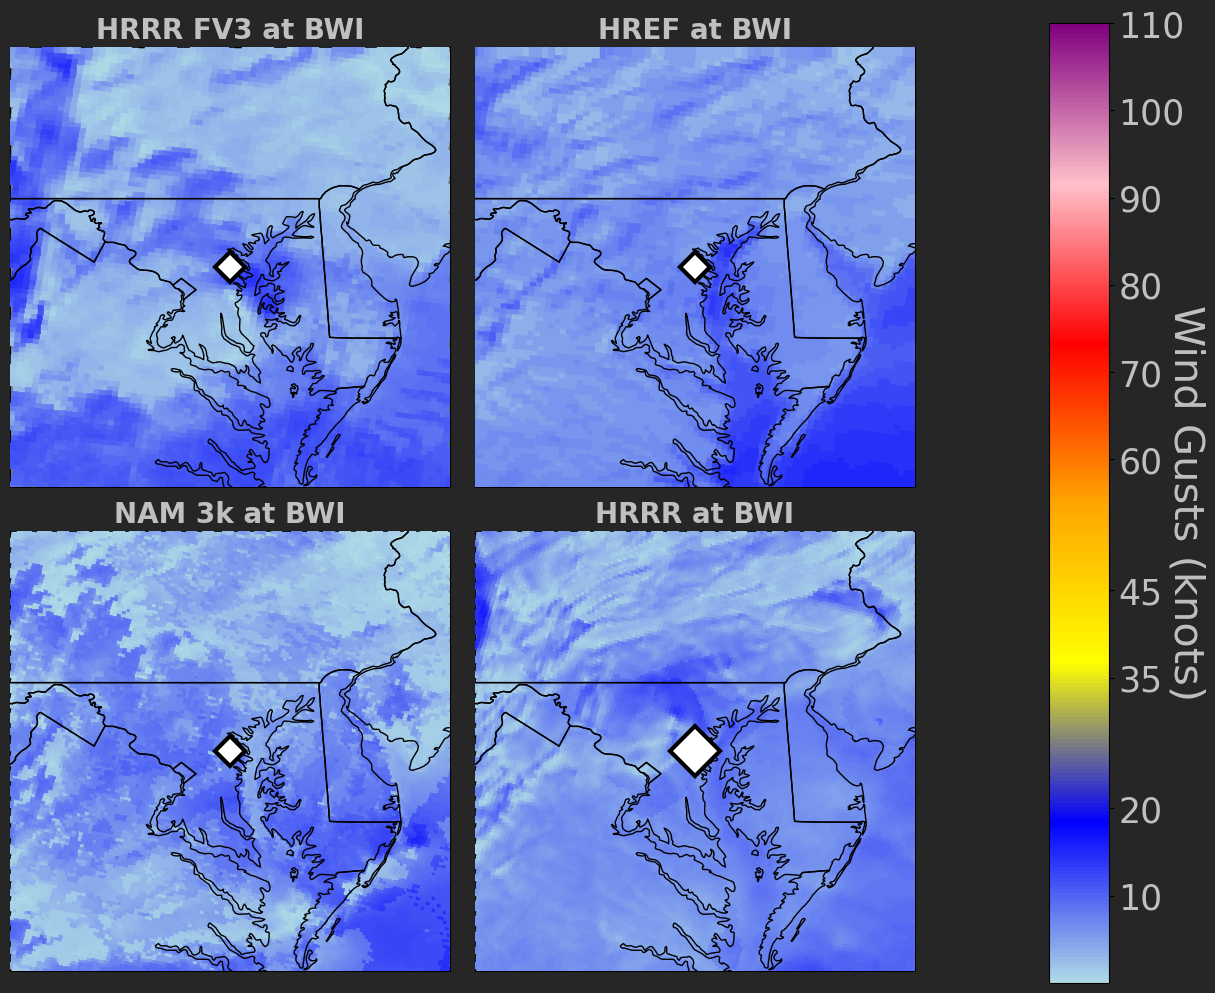 HRRR FV3 at BWI
HREF at BWI
NAM 3k at BWI
HRRR at BWI
110
100
90
80
70
60
45
35
20
10
Wind Gusts (knots)